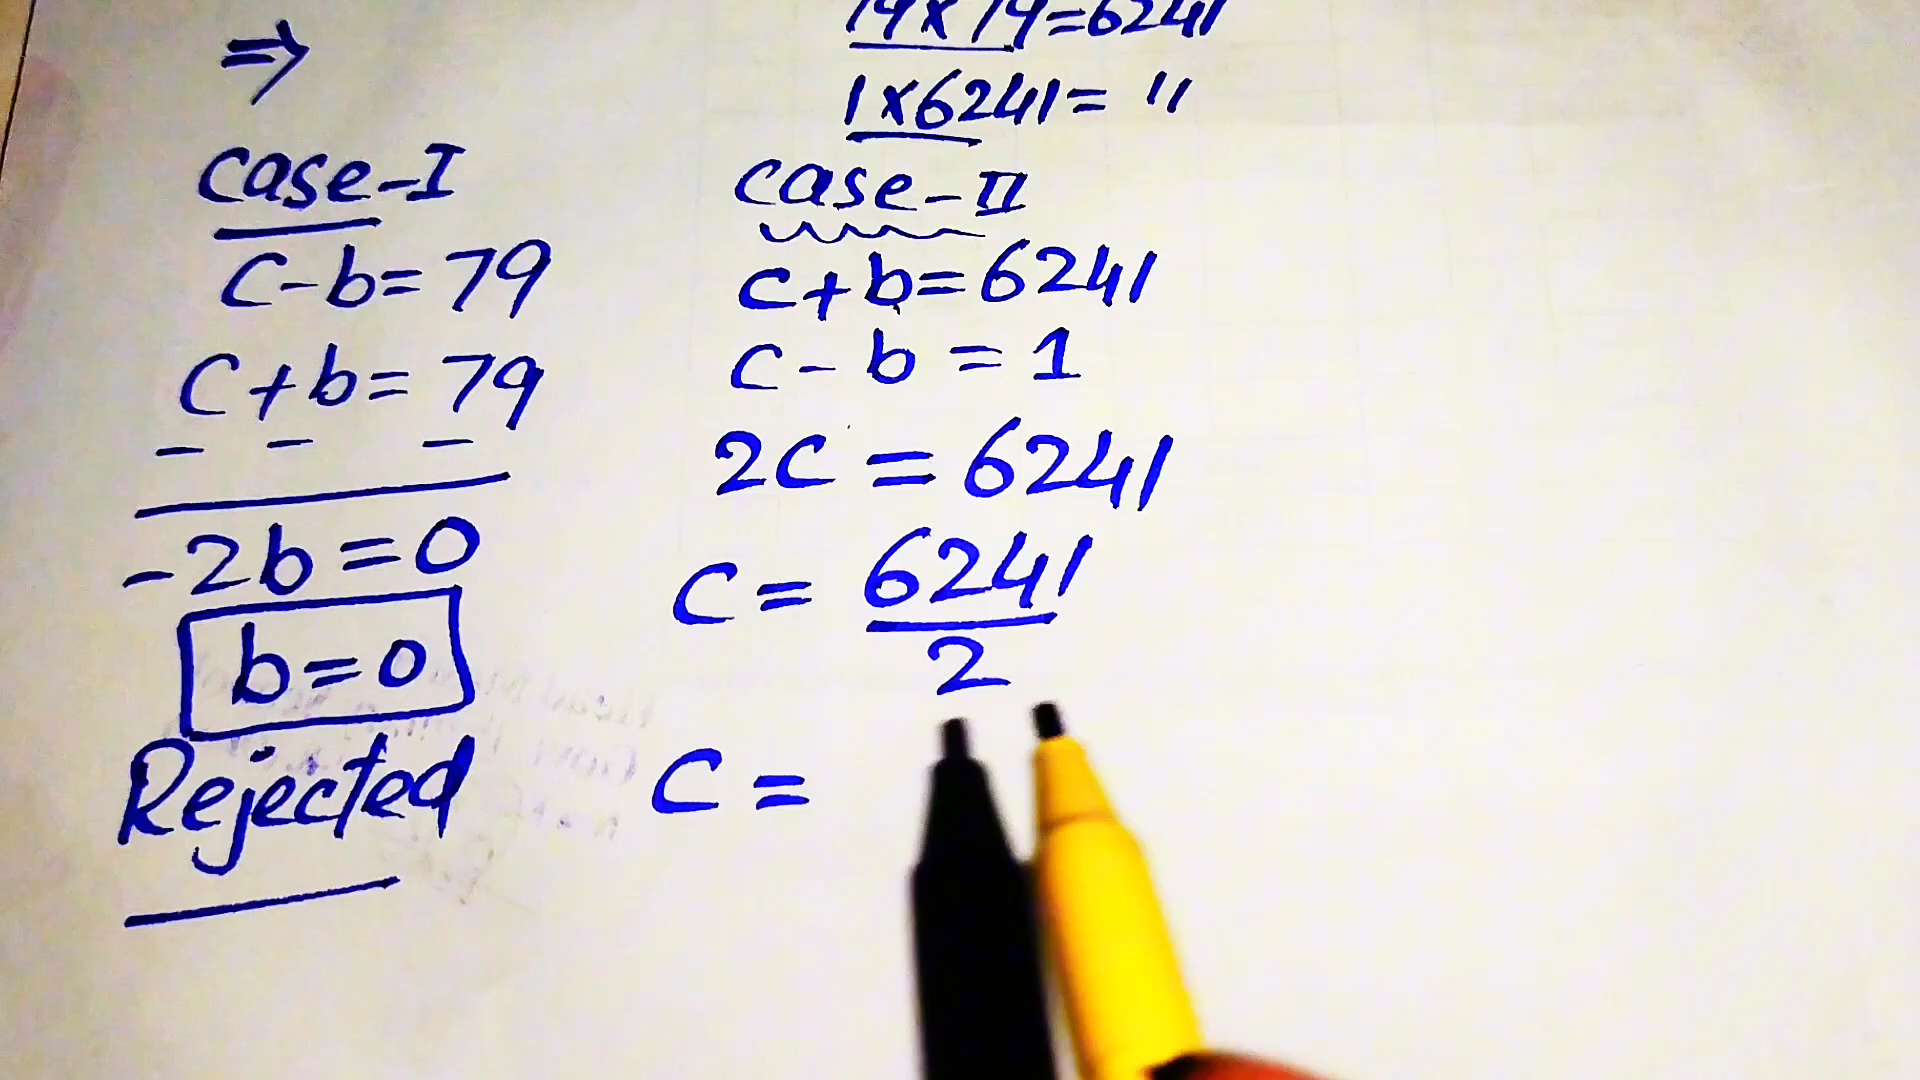 ⇒
79×79=6241
1×6241= "
case-I
c-b=79
c+b=79
- - -
-2b=0
b=0
Rejected
case-II
c+b=6241
c-b=1
2c=6241
c=6241/2
c=